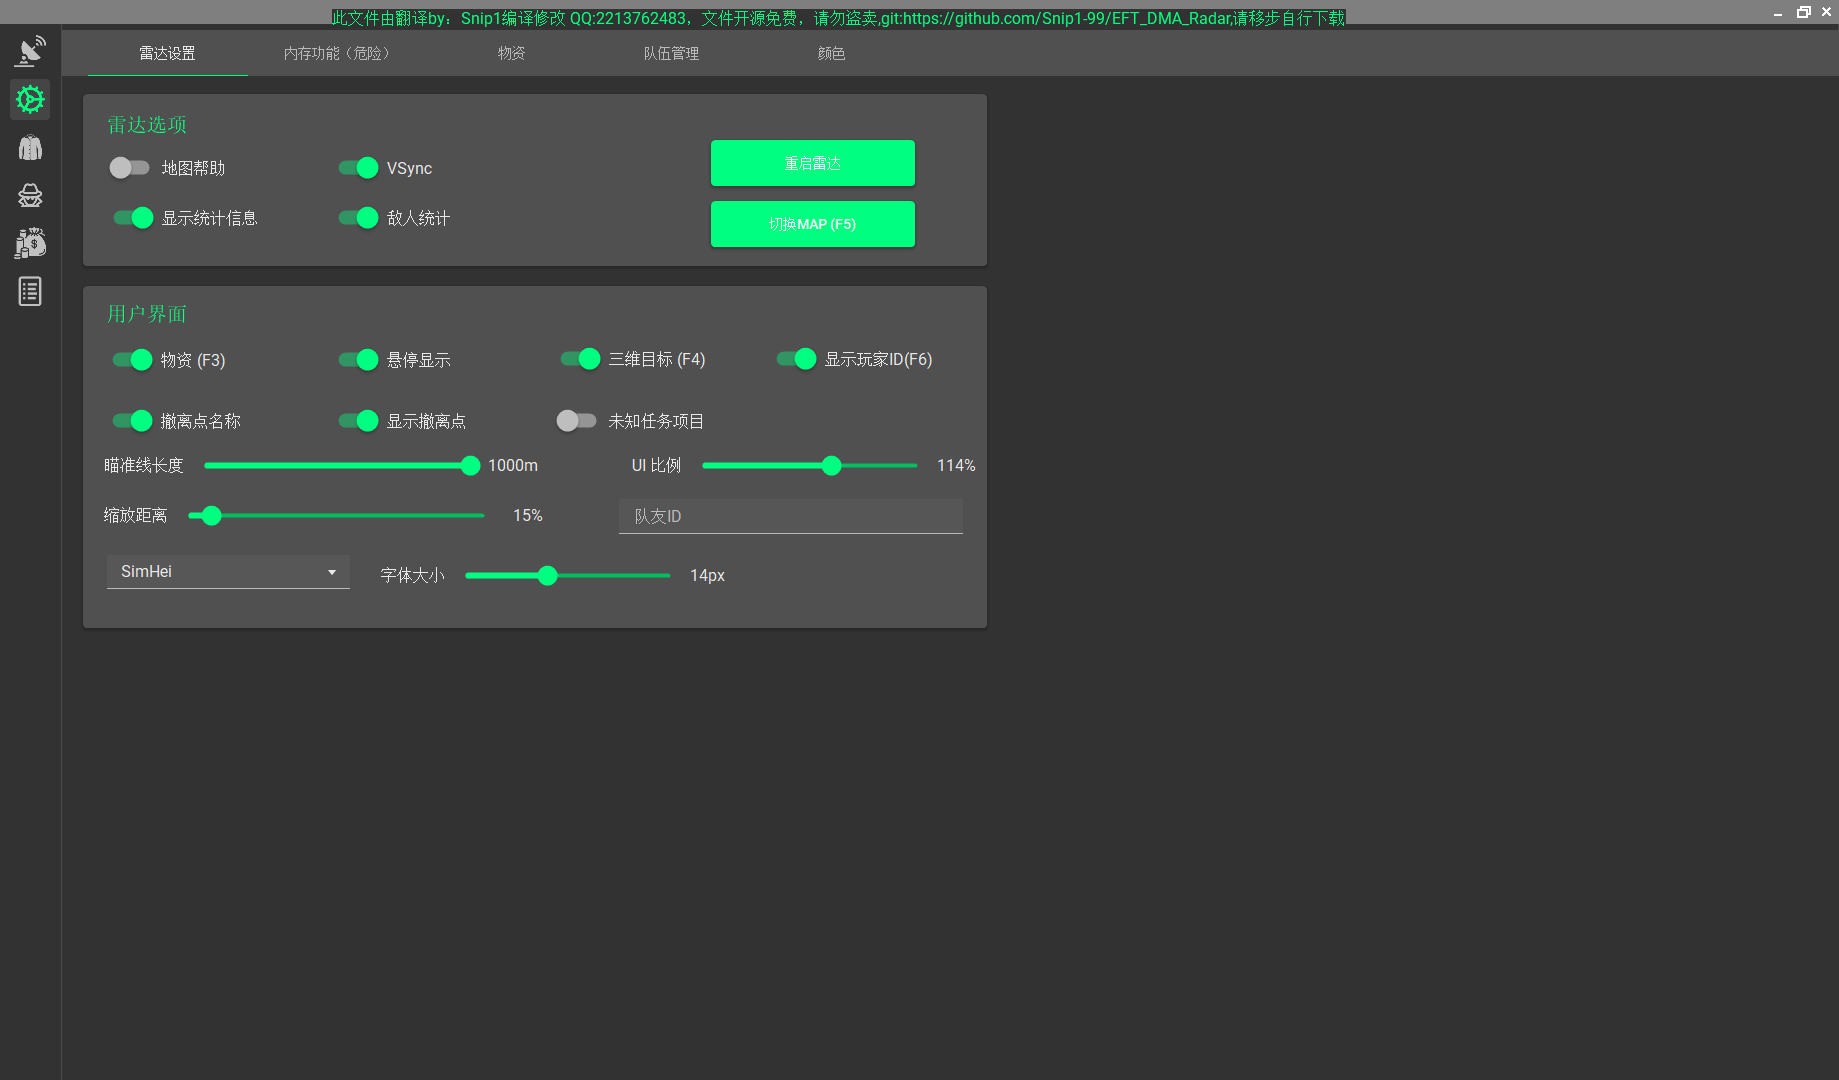 此文件由翻译by：Snip1编译修改 QQ:2213762483，文件开源免费，请勿盗卖,git:https://github.com/Snip1-99/EFT_DMA_Radar,请移步自行下载
雷达设置 内存功能（危险） 物资 队伍管理 颜色
雷达选项
地图帮助 VSync 重启雷达
显示统计信息 敌人统计 切换MAP (F5)
用户界面
物资 (F3) 悬停显示 三维目标 (F4) 显示玩家ID(F6)
撤离点名称 显示撤离点 未知任务项目
瞄准线长度 1000m UI 比例 114%
缩放距离 15% 队友ID
SimHei 字体大小 14px